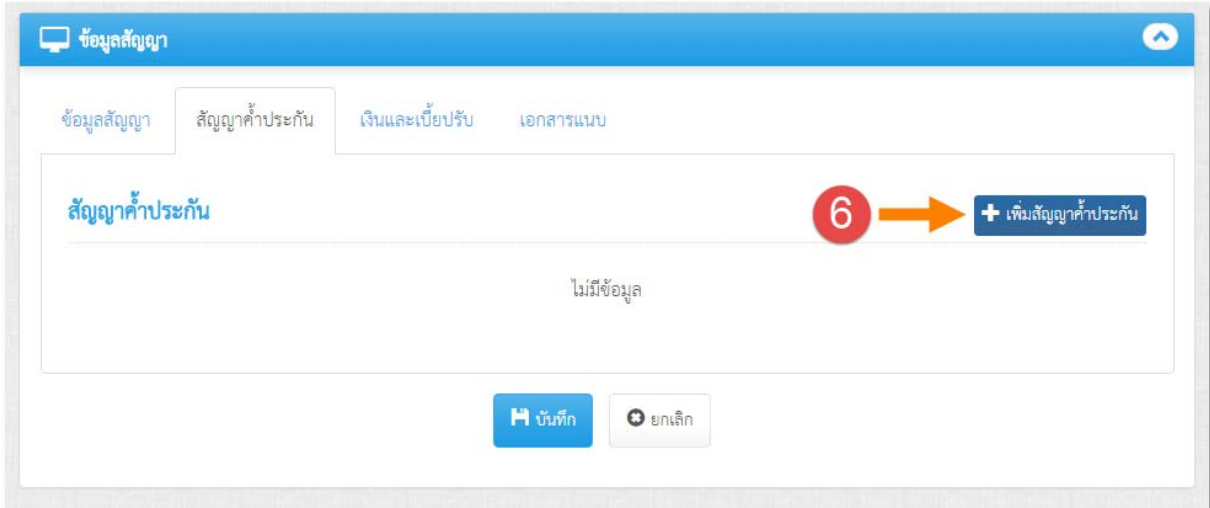 ข้อมูลสัญญา
ข้อมูลสัญญา สัญญาค้ำประกัน เงินและเบี้ยปรับ เอกสารแนบ
สัญญาค้ำประกัน
6
เพิ่มสัญญาค้ำประกัน
ไม่มีข้อมูล
บันทึก ยกเลิก